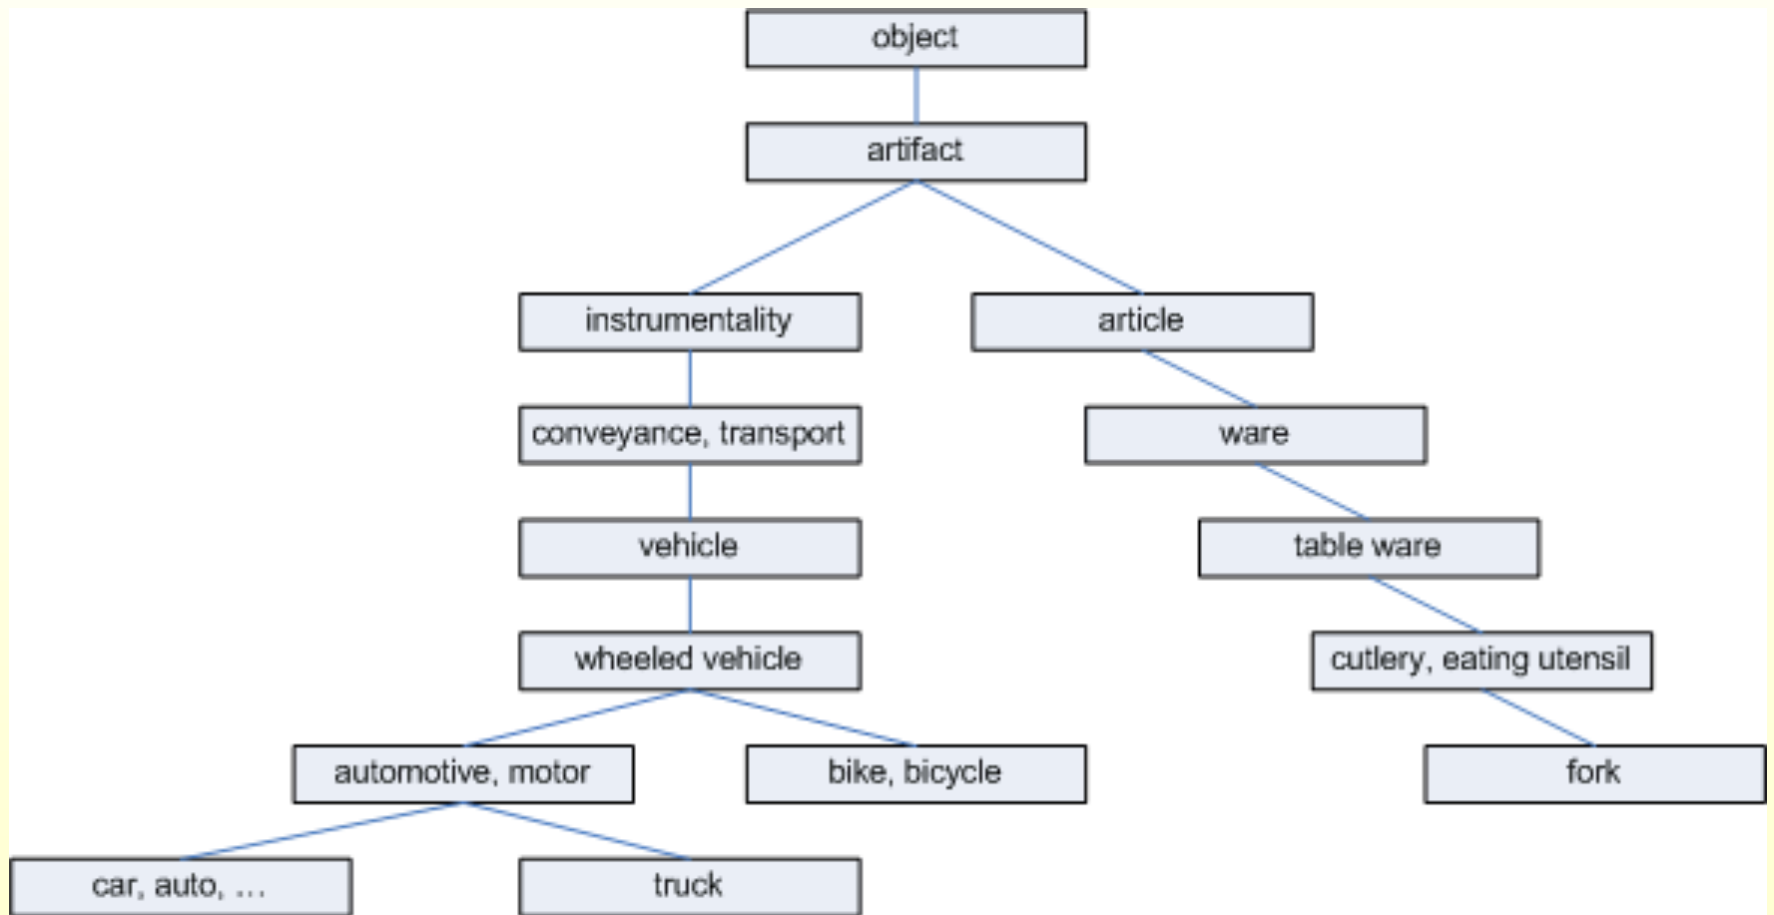 object
artifact
instrumentality
article
conveyance, transport
ware
vehicle
table ware
wheeled vehicle
cutlery, eating utensil
automotive, motor
bike, bicycle
fork
car, auto, …
truck